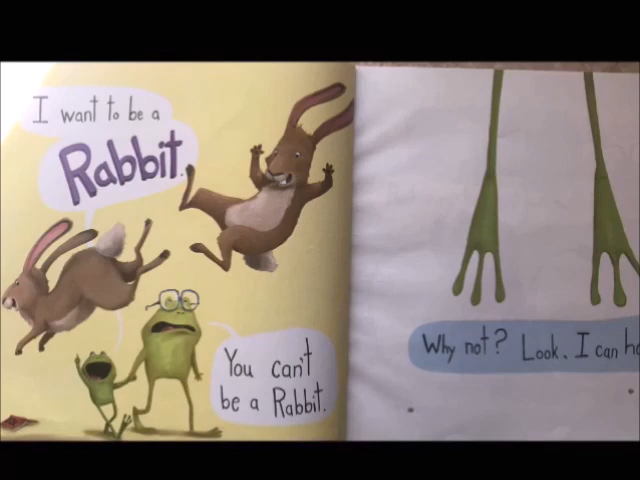 I want to be a
Rabbit.
You can't
be a Rabbit.
Why not? Look. I can